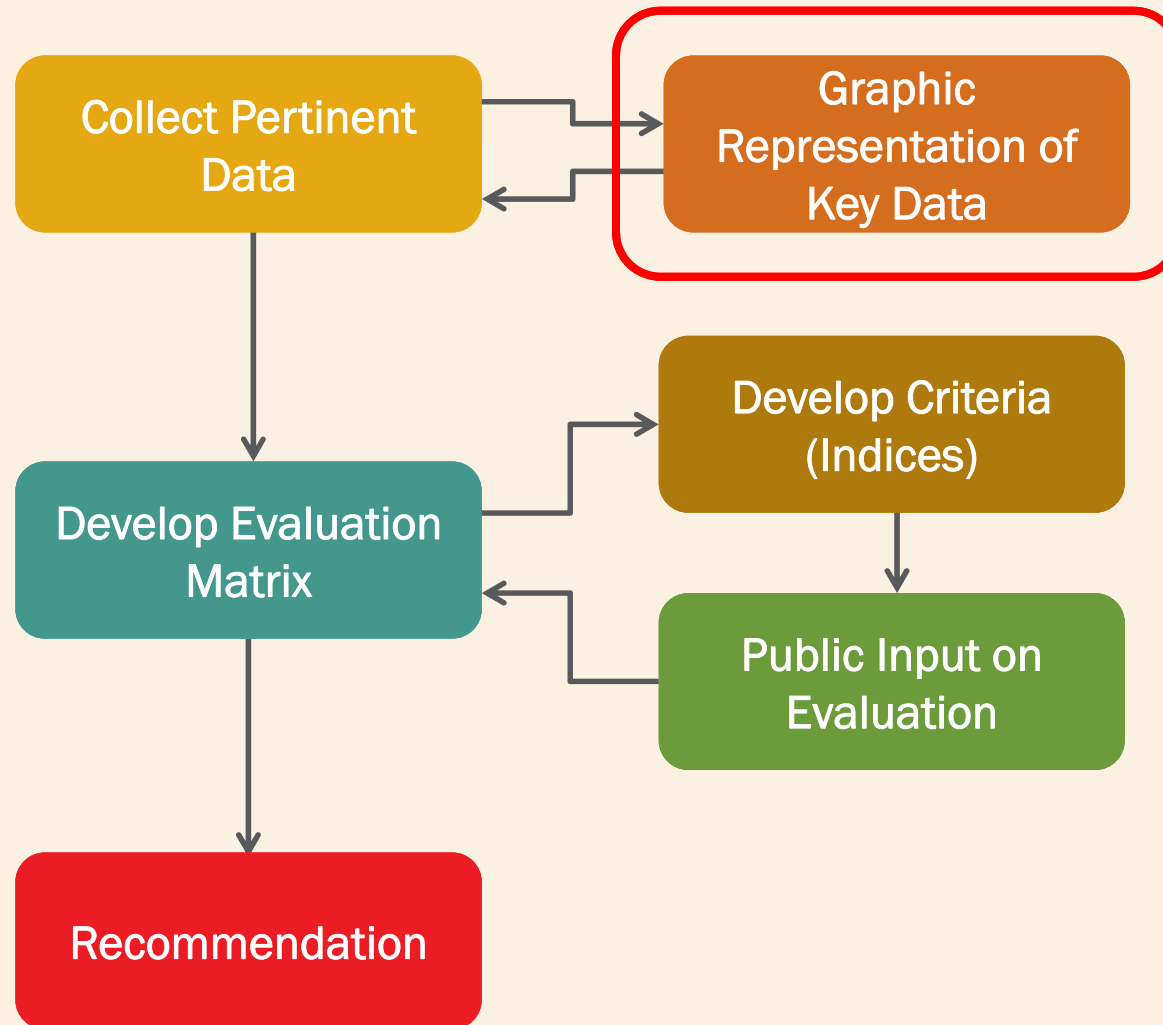 Collect Pertinent
Data
Graphic
Representation of
Key Data
Develop Criteria
(Indices)
Develop Evaluation
Matrix
Public Input on
Evaluation
Recommendation